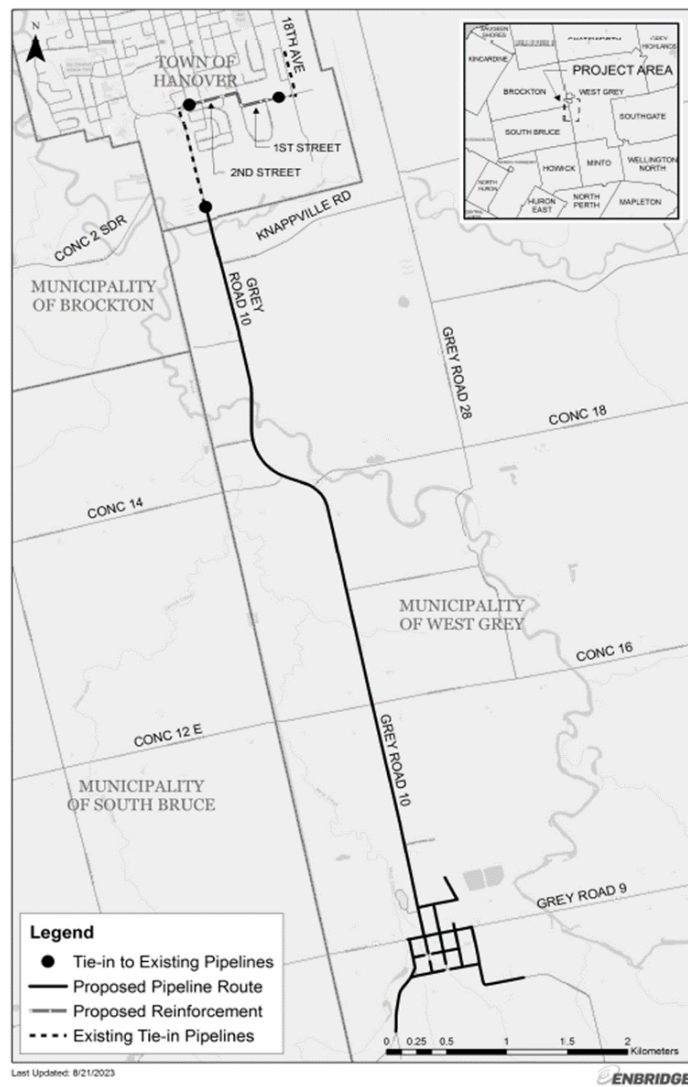 N
TOWN OF
HANOVER
18TH AVE
1ST STREET
2ND STREET
KNAPPVILLE RD
CONC 2 SDR
MUNICIPALITY
OF BROCKTON
GREY
ROAD 10
GREY ROAD 28
CONC 18
CONC 14
MUNICIPALITY
OF WEST GREY
CONC 16
GREY ROAD 10
CONC 12 E
MUNICIPALITY
OF SOUTH BRUCE
GREY ROAD 9
SAUGEEN
SHORES
GREY
HIGHLANDS
KINCARDINE
PROJECT AREA
BROCKTON
WEST GREY
SOUTHGATE
SOUTH BRUCE
HOWICK
MINTO
WELLINGTON
NORTH
NORTH
HURON
HURON
EAST
NORTH
PERTH
MAPLETON
Legend
Tie-in to Existing Pipelines
Proposed Pipeline Route
Proposed Reinforcement
Existing Tie-in Pipelines
0 0.25 0.5 1 1.5 2
Kilometers
Last Updated: 8/21/2023
ENBRIDGE